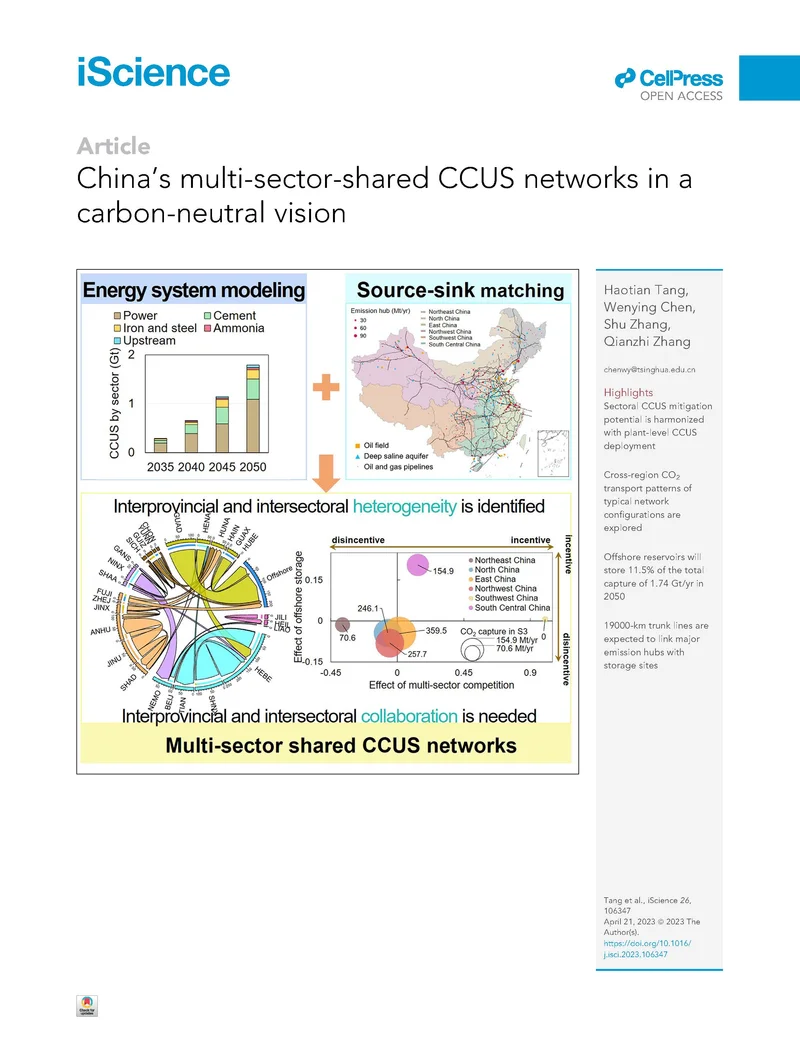 iScience
CellPress
OPEN ACCESS
Article
China's multi-sector-shared CCUS networks in a
carbon-neutral vision
Energy system modeling
Power
Cement
Iron and steel
Ammonia
Upstream
CCUS by sector (Gt)
2
1
0
2035 2040 2045 2050
Source-sink matching
Emission hub (Mt/yr)
30
60
90
Northeast China
North China
East China
Northwest China
Southwest China
South Central China
Oil field
Deep saline aquifer
Oil and gas pipelines
Interprovincial and intersectoral heterogeneity is identified
GUAD
HENA
HUNA
HAIN
GUAX
HUBE
Offshore
JILI
HEIL
LIAO
HEBE
SHNX
TIAN
BEIJ
NEMO
SHAD
JINU
ANHU
JINX
ZHEJ
FUJI
SHAA
NINX
GANS
SICH
disincentive
incentive
incentive
disincentive
Effect of offshore storage
0.15
0
-0.15
-0.45
0
0.45
0.9
Effect of multi-sector competition
Northeast China
North China
East China
Northwest China
Southwest China
South Central China
154.9
246.1
70.6
359.5
257.7
0
CO2 capture in S3
154.9 Mt/yr
70.6 Mt/yr
Interprovincial and intersectoral collaboration is needed
Multi-sector shared CCUS networks
Haotian Tang,
Wenying Chen,
Shu Zhang,
Qianzhi Zhang
chenwy@tsinghua.edu.cn
Highlights
Sectoral CCUS mitigation
potential is harmonized
with plant-level CCUS
deployment
Cross-region CO2
transport patterns of
typical network
configurations are
explored
Offshore reservoirs will
store 11.5% of the total
capture of 1.74 Gt/yr in
2050
19000-km trunk lines are
expected to link major
emission hubs with
storage sites
Tang et al., iScience 26,
106347
April 21, 2023 © 2023 The
Author(s).
https://doi.org/10.1016/
j.isci.2023.106347
Check for
updates